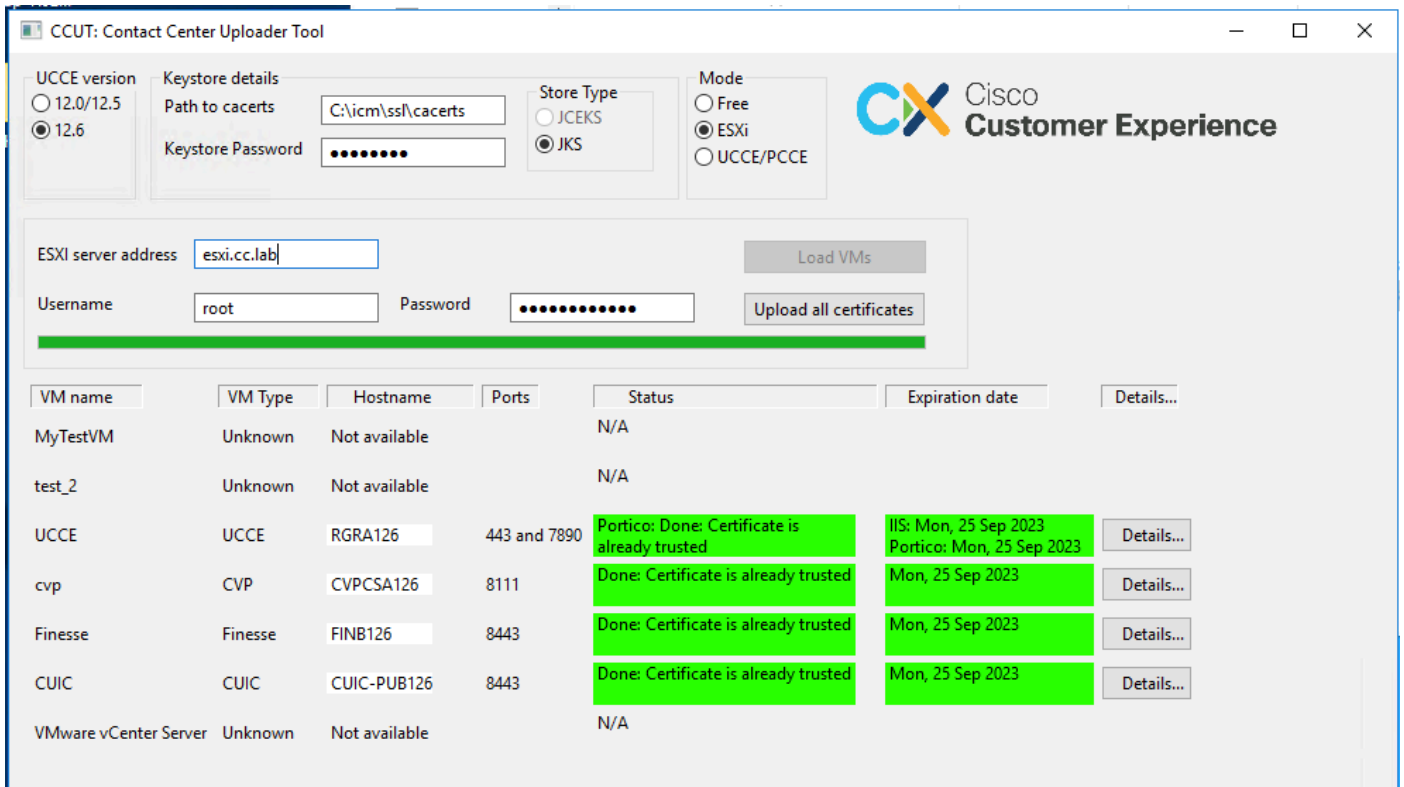 CCUT: Contact Center Uploader Tool
UCCE version
12.0/12.5
12.6
Keystore details
Path to cacerts
C:\icm\ssl\cacerts
Keystore Password
••••••••
Store Type
JCEKS
JKS
Mode
Free
ESXi
UCCE/PCCE
Cisco
Customer Experience
ESXI server address
esxi.cc.lab
Load VMs
Username
root
Password
••••••••••••
Upload all certificates
VM name VM Type Hostname Ports Status Expiration date Details...
MyTestVM Unknown Not available N/A
test_2 Unknown Not available N/A
UCCE UCCE RGRA126 443 and 7890 Portico: Done: Certificate is IIS: Mon, 25 Sep 2023 Details...
already trusted Portico: Mon, 25 Sep 2023
cvp CVP CVPCSA126 8111 Done: Certificate is already trusted Mon, 25 Sep 2023 Details...
Finesse Finesse FINB126 8443 Done: Certificate is already trusted Mon, 25 Sep 2023 Details...
CUIC CUIC CUIC-PUB126 8443 Done: Certificate is already trusted Mon, 25 Sep 2023 Details...
VMware vCenter Server Unknown Not available N/A